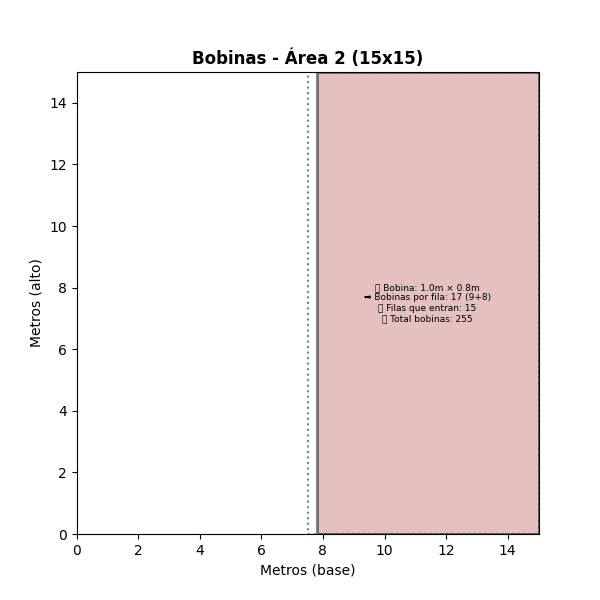 Bobinas - Área 2 (15x15)
Metros (alto)
14
12
10
8
6
4
2
0
Bobina: 1.0m × 0.8m
➡ Bobinas por fila: 17 (9+8)
Filas que entran: 15
Total bobinas: 255
0 2 4 6 8 10 12 14
Metros (base)